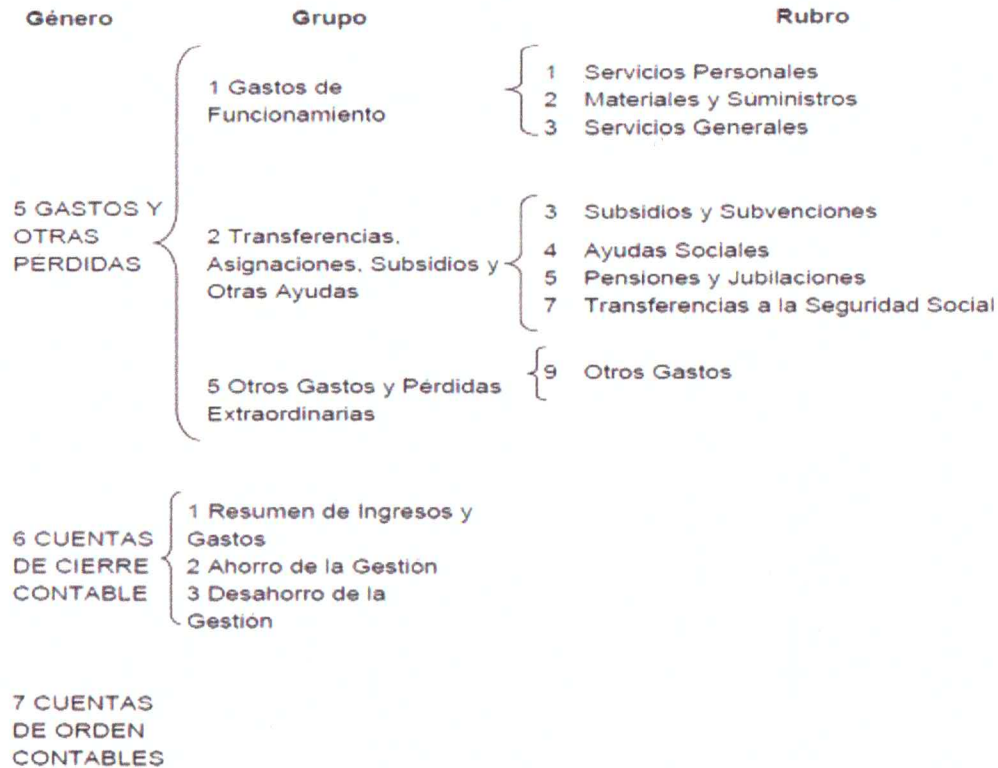 Género Grupo Rubro
1 Gastos de
Funcionamiento
1 Servicios Personales
2 Materiales y Suministros
3 Servicios Generales
5 GASTOS Y
OTRAS
PÉRDIDAS
2 Transferencias,
Asignaciones, Subsidios y
Otras Ayudas
3 Subsidios y Subvenciones
4 Ayudas Sociales
5 Pensiones y Jubilaciones
7 Transferencias a la Seguridad Social
5 Otros Gastos y Pérdidas
Extraordinarias
9 Otros Gastos
6 CUENTAS
DE CIERRE
CONTABLE
1 Resumen de Ingresos y
Gastos
2 Ahorro de la Gestión
3 Desahorro de la
Gestión
7 CUENTAS
DE ORDEN
CONTABLES